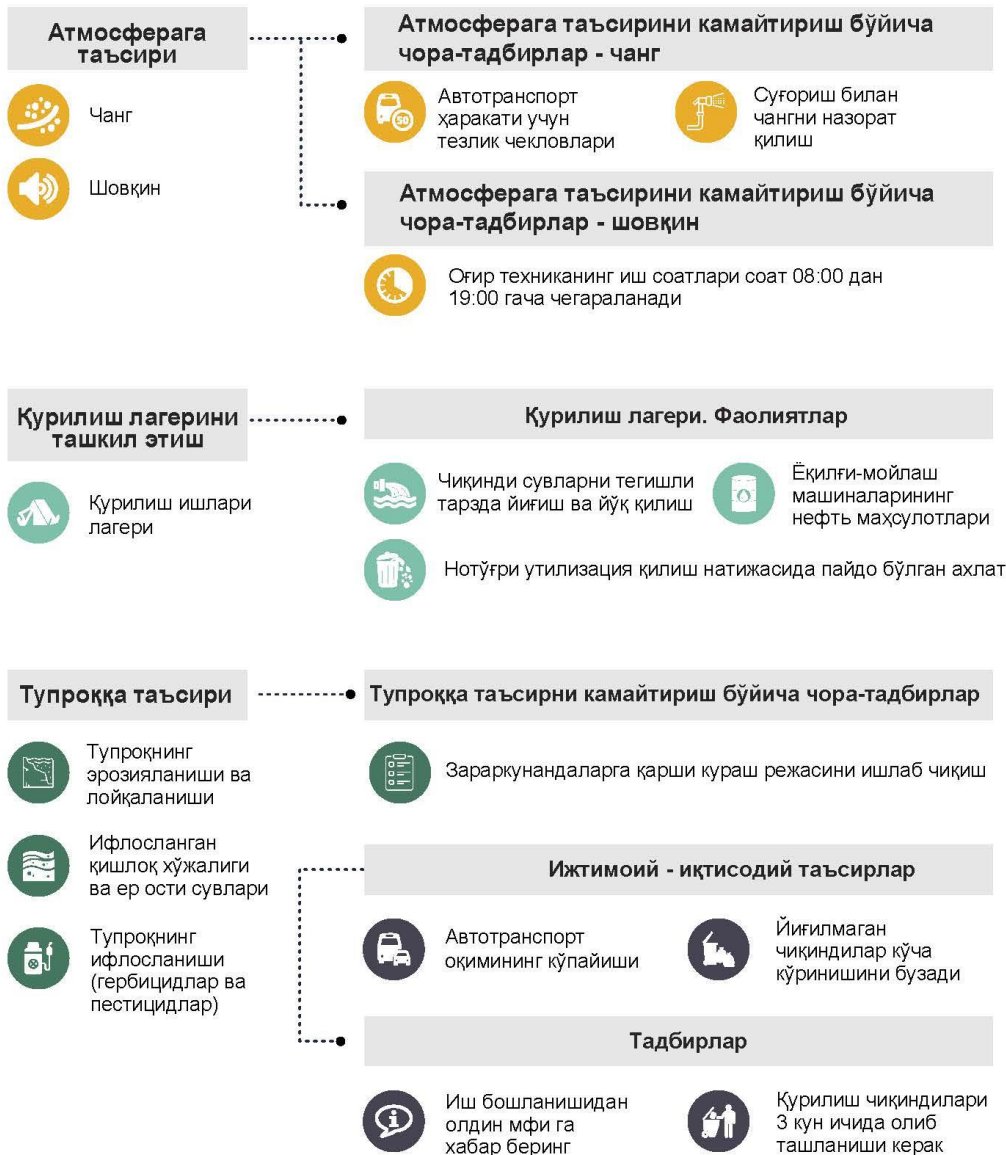 Атмосферага
таъсири
Чанг
Шовқин
Атмосферага таъсирини камайтириш бўйича
чора-тадбирлар - чанг
Автотранспорт
ҳаракати учун
тезлик чекловлари
50
Суғориш билан
чангни назорат
қилиш
Атмосферага таъсирини камайтириш бўйича
чора-тадбирлар - шовқин
Оғир техниканинг иш соатлари соат 08:00 дан
19:00 гача чегараланади
Қурилиш лагерини
ташкил этиш
Қурилиш ишлари
лагери
Қурилиш лагери. Фаолиятлар
Чиқинди сувларни тегишли
тарзда йиғиш ва йўқ қилиш
Ёқилғи-мойлаш
машиналарининг
нефть маҳсулотлари
Нотўғри утилизация қилиш натижасида пайдо бўлган ахлат
Тупроққа таъсири
Тупроқнинг
эрозияланиши ва
лойқаланиши
Ифлосланган
қишлоқ хўжалиги
ва ер ости сувлари
Тупроқнинг
ифлосланиши
(гербицидлар ва
пестицидлар)
Тупроққа таъсирни камайтириш бўйича чора-тадбирлар
Зараркунандаларга қарши кураш режасини ишлаб чиқиш
Ижтимоий - иқтисодий таъсирлар
Автотранспорт
оқимининг кўпайиши
Йиғилмаган
чиқиндилар кўча
кўринишини бузади
Тадбирлар
Иш бошланишидан
олдин мфи га
хабар беринг
Қурилиш чиқиндилари
3 кун ичида олиб
ташланиши керак